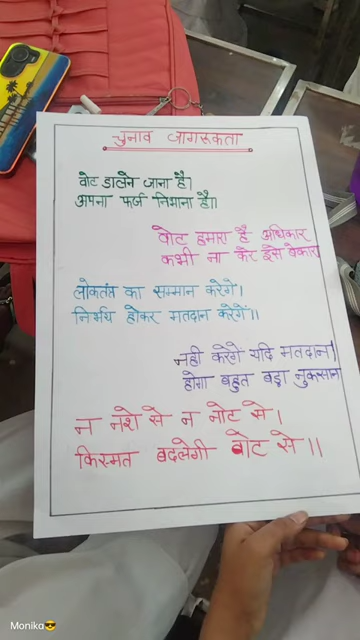 चुनाव जागरूकता
वोट डालने जाना है।
अपना फर्ज निभाना है॥
वोट हमारा है अधिकार
कभी ना करे इसे बेकार।
लोकतंत्र का सम्मान करेगें।
निर्भय होकर मतदान करेगें॥
नही करेगें यदि मतदान।
होगा बहुत बड़ा नुकसान
न नशे से न नोट से।
किस्मत बदलेगी वोट से॥
Monika😎